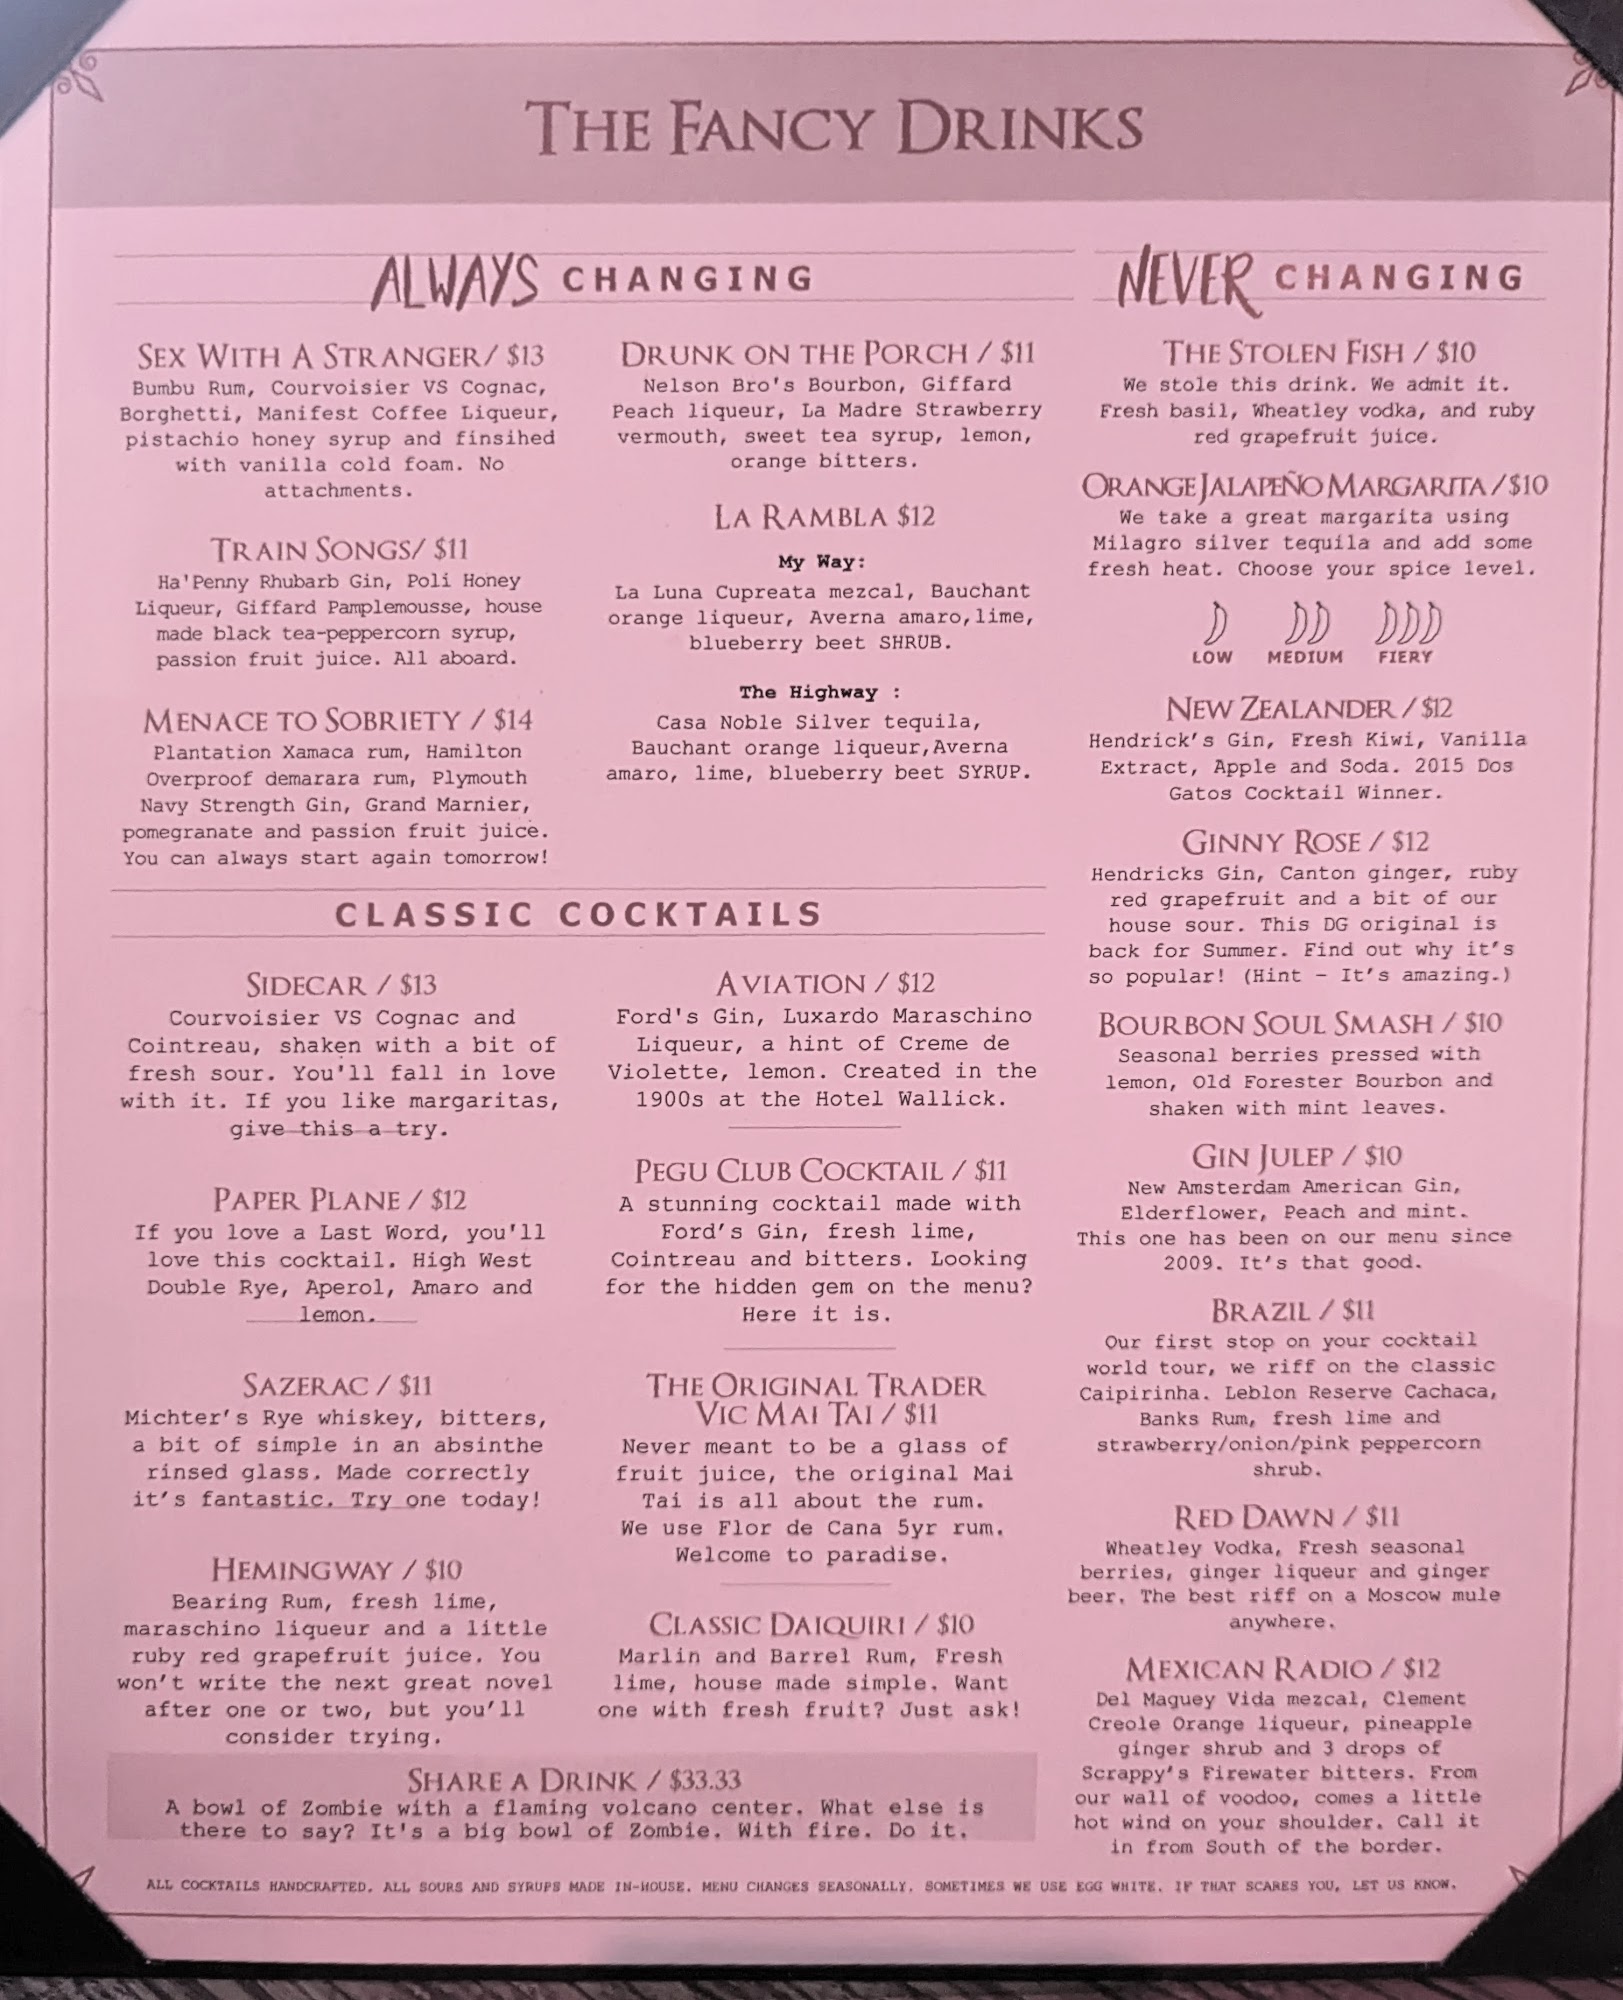 THE FANCY DRINKS
ALWAYS CHANGING
SEX WITH A STRANGER/ $13
Bumbu Rum, Courvoisier VS Cognac,
Borghetti, Manifest Coffee Liqueur,
pistachio honey syrup and finsihed
with vanilla cold foam. No
attachments.
TRAIN SONGS/ $11
Ha'Penny Rhubarb Gin, Poli Honey
Liqueur, Giffard Pamplemousse, house
made black tea-peppercorn syrup,
passion fruit juice. All aboard.
MENACE TO SOBRIETY / $14
Plantation Xamaca rum, Hamilton
Overproof demarara rum, Plymouth
Navy Strength Gin, Grand Marnier,
pomegranate and passion fruit juice.
You can always start again tomorrow!
DRUNK ON THE PORCH / $11
Nelson Bro's Bourbon, Giffard
Peach liqueur, La Madre Strawberry
vermouth, sweet tea syrup, lemon,
orange bitters.
LA RAMBLA $12
My Way:
La Luna Cupreata mezcal, Bauchant
orange liqueur, Averna amaro,lime,
blueberry beet SHRUB.
The Highway :
Casa Noble Silver tequila,
Bauchant orange liqueur,Averna
amaro, lime, blueberry beet SYRUP.
CLASSIC COCKTAILS
SIDECAR / $13
Courvoisier VS Cognac and
Cointreau, shaken with a bit of
fresh sour. You'll fall in love
with it. If you like margaritas,
give this a try.
PAPER PLANE / $12
If you love a Last Word, you'll
love this cocktail. High West
Double Rye, Aperol, Amaro and
lemon.
SAZERAC / $11
Michter's Rye whiskey, bitters,
a bit of simple in an absinthe
rinsed glass. Made correctly
it's fantastic. Try one today!
HEMINGWAY / $10
Bearing Rum, fresh lime,
maraschino liqueur and a little
ruby red grapefruit juice. You
won't write the next great novel
after one or two, but you'll
consider trying.
AVIATION / $12
Ford's Gin, Luxardo Maraschino
Liqueur, a hint of Creme de
Violette, lemon. Created in the
1900s at the Hotel Wallick.
PEGU CLUB COCKTAIL / $11
A stunning cocktail made with
Ford's Gin, fresh lime,
Cointreau and bitters. Looking
for the hidden gem on the menu?
Here it is.
THE ORIGINAL TRADER
VIC MAI TAI / $11
Never meant to be a glass of
fruit juice, the original Mai
Tai is all about the rum.
We use Flor de Cana 5yr rum.
Welcome to paradise.
CLASSIC DAIQUIRI / $10
Marlin and Barrel Rum, Fresh
lime, house made simple. Want
one with fresh fruit? Just ask!
SHARE A DRINK / $33.33
A bowl of Zombie with a flaming volcano center. What else is
there to say? It's a big bowl of Zombie. With fire. Do it.
NEVER CHANGING
THE STOLEN FISH / $10
We stole this drink. We admit it.
Fresh basil, Wheatley vodka, and ruby
red grapefruit juice.
ORANGE JALAPEÑO MARGARITA / $10
We take a great margarita using
Milagro silver tequila and add some
fresh heat. Choose your spice level.
LOW MEDIUM FIERY
NEW ZEALANDER / $12
Hendrick's Gin, Fresh Kiwi, Vanilla
Extract, Apple and Soda. 2015 Dos
Gatos Cocktail Winner.
GINNY ROSE / $12
Hendricks Gin, Canton ginger, ruby
red grapefruit and a bit of our
house sour. This DG original is
back for Summer. Find out why it's
so popular! (Hint - It's amazing.)
BOURBON SOUL SMASH / $10
Seasonal berries pressed with
lemon, Old Forester Bourbon and
shaken with mint leaves.
GIN JULEP / $10
New Amsterdam American Gin,
Elderflower, Peach and mint.
This one has been on our menu since
2009. It's that good.
BRAZIL / $11
Our first stop on your cocktail
world tour, we riff on the classic
Caipirinha. Leblon Reserve Cachaca,
Banks Rum, fresh lime and
strawberry/onion/pink peppercorn
shrub.
RED DAWN / $11
Wheatley Vodka, Fresh seasonal
berries, ginger liqueur and ginger
beer. The best riff on a Moscow mule
anywhere.
MEXICAN RADIO / $12
Del Maguey Vida mezcal, Clement
Creole Orange liqueur, pineapple
ginger shrub and 3 drops of
Scrappy's Firewater bitters. From
our wall of voodoo, comes a little
hot wind on your shoulder. Call it
in from South of the border.
ALL COCKTAILS HANDCRAFTED. ALL SOURS AND SYRUPS MADE IN-HOUSE. MENU CHANGES SEASONALLY. SOMETIMES WE USE EGG WHITE. IF THAT SCARES YOU, LET US KNOW.